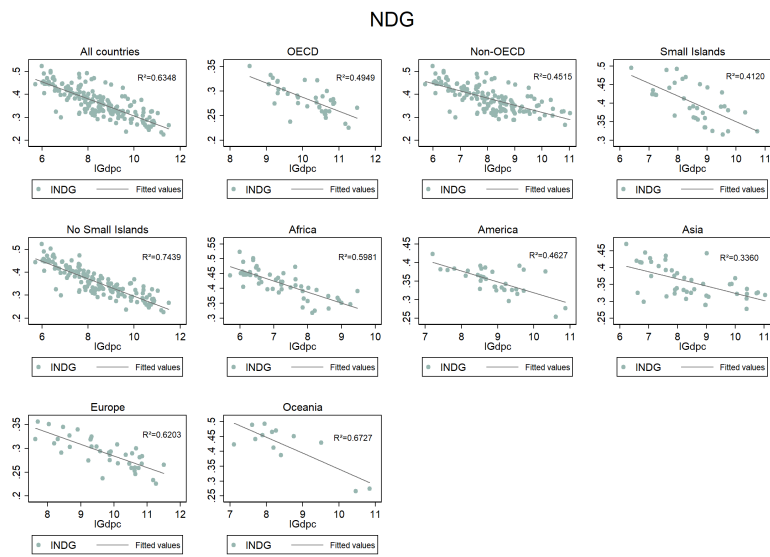 NDG
All countries
R²=0.6348
.5
.4
.3
.2
6 8 10 12
lGdpc
INDG Fitted values
OECD
R²=0.4949
.35
.3
.25
.2
8 9 10 11 12
lGdpc
INDG Fitted values
Non-OECD
R²=0.4515
.5
.4
.3
.2
6 7 8 9 10 11
lGdpc
INDG Fitted values
Small Islands
R²=0.4120
.5
.45
.4
.35
.3
6 7 8 9 10 11
lGdpc
INDG Fitted values
No Small Islands
R²=0.7439
.5
.4
.3
.2
6 8 10 12
lGdpc
INDG Fitted values
Africa
R²=0.5981
.55
.5
.45
.4
.35
.3
6 7 8 9 10
lGdpc
INDG Fitted values
America
R²=0.4627
.45
.4
.35
.3
.25
7 8 9 10 11
lGdpc
INDG Fitted values
Asia
R²=0.3360
.45
.4
.35
.3
.25
6 7 8 9 10 11
lGdpc
INDG Fitted values
Europe
R²=0.6203
.35
.3
.25
.2
8 9 10 11 12
lGdpc
INDG Fitted values
Oceania
R²=0.6727
.5
.45
.4
.35
.3
.25
7 8 9 10 11
lGdpc
INDG Fitted values